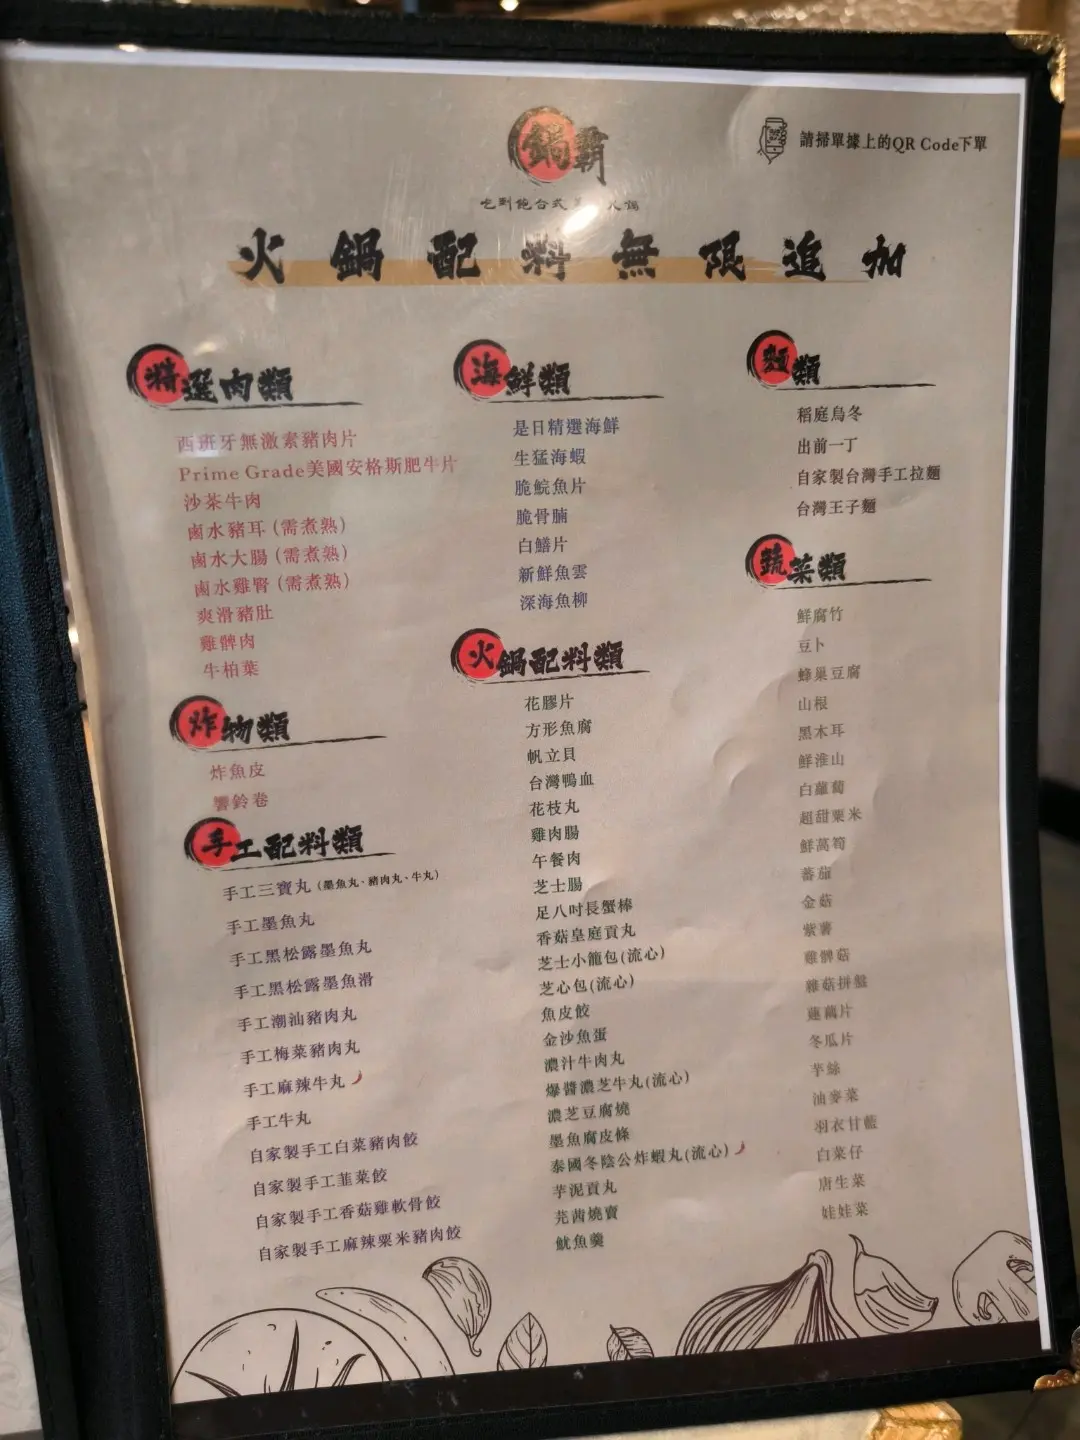 鍋霸
請掃單據上的QR Code下單
吃到飽台式
火鍋配料無限追加
精選肉類
西班牙無激素豬肉片
Prime Grade美國安格斯肥牛片
沙茶牛肉
鹵水豬耳 (需煮熟)
鹵水大腸 (需煮熟)
鹵水雞腎 (需煮熟)
爽滑豬肚
雞髀肉
牛柏葉
炸物類
炸魚皮
響鈴卷
手工配料類
手工三寶丸 (墨魚丸、豬肉丸、牛丸)
手工墨魚丸
手工黑松露墨魚丸
手工黑松露墨魚滑
手工潮汕豬肉丸
手工梅菜豬肉丸
手工麻辣牛丸
手工牛丸
自家製手工白菜豬肉餃
自家製手工韮菜餃
自家製手工香菇雞軟骨餃
自家製手工麻辣粟米豬肉餃
海鮮類
是日精選海鮮
生猛海蝦
脆鯇魚片
脆骨腩
白鱔片
新鮮魚雲
深海魚柳
火鍋配料類
花膠片
方形魚腐
帆立貝
台灣鴨血
花枝丸
雞肉腸
午餐肉
芝士腸
足八吋長蟹棒
香菇皇庭貢丸
芝士小籠包(流心)
芝心包(流心)
魚皮餃
金沙魚蛋
濃汁牛肉丸
爆醬濃芝牛丸(流心)
濃芝豆腐燒
墨魚腐皮條
泰國冬陰公炸蝦丸(流心)
芋泥貢丸
芫茜燒賣
魷魚羹
麵類
稻庭烏冬
出前一丁
自家製台灣手工拉麵
台灣王子麵
蔬菜類
鮮腐竹
豆卜
蜂巢豆腐
山根
黑木耳
鮮淮山
白蘿蔔
超甜粟米
鮮萵筍
蕃茄
金菇
紫薯
雞髀菇
雜菇拼盤
蓮藕片
冬瓜片
芋絲
油麥菜
羽衣甘藍
白菜仔
唐生菜
娃娃菜